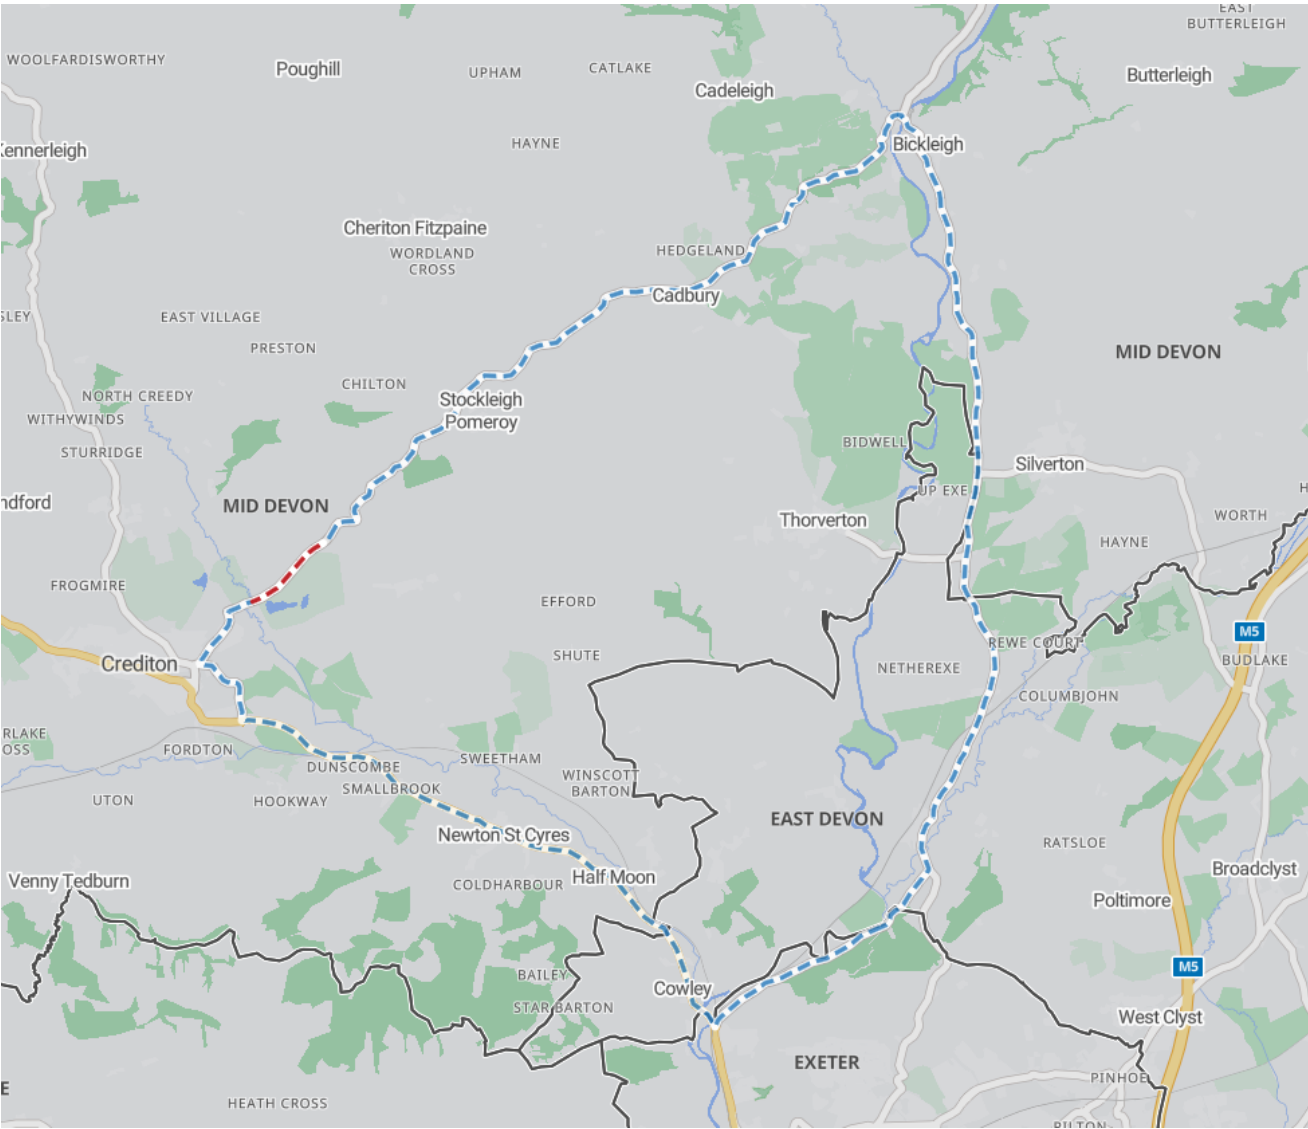 EAST
BUTTERLEIGH
WOOLFARDISWORTHY
Poughill
UPHAM
CATLAKE
Cadeleigh
Butterleigh
Kennerleigh
HAYNE
Bickleigh
Cheriton Fitzpaine
WORDLAND
CROSS
HEDGELAND
Cadbury
SLEY
EAST VILLAGE
PRESTON
MID DEVON
CHILTON
NORTH CREEDY
Stockleigh
Pomeroy
WITHYWINDS
BIDWELL
STURRIDGE
Silverton
UP EXE
ndford
MID DEVON
Thorverton
WORTH
H
HAYNE
FROGMIRE
EFFORD
M5
REWE COURT
SHUTE
Crediton
NETHEREXE
BUDLAKE
COLUMBJOHN
RLAKE
OSS
FORDTON
SWEETHAM
DUNSCOMBE
WINSCOTT
BARTON
SMALLBROOK
UTON
HOOKWAY
EAST DEVON
Newton St Cyres
RATSLOE
Half Moon
Broadclyst
Venny Tedburn
COLDHARBOUR
Poltimore
M5
BAILEY
Cowley
STAR BARTON
West Clyst
EXETER
PINHOE
E
HEATH CROSS
PILTON